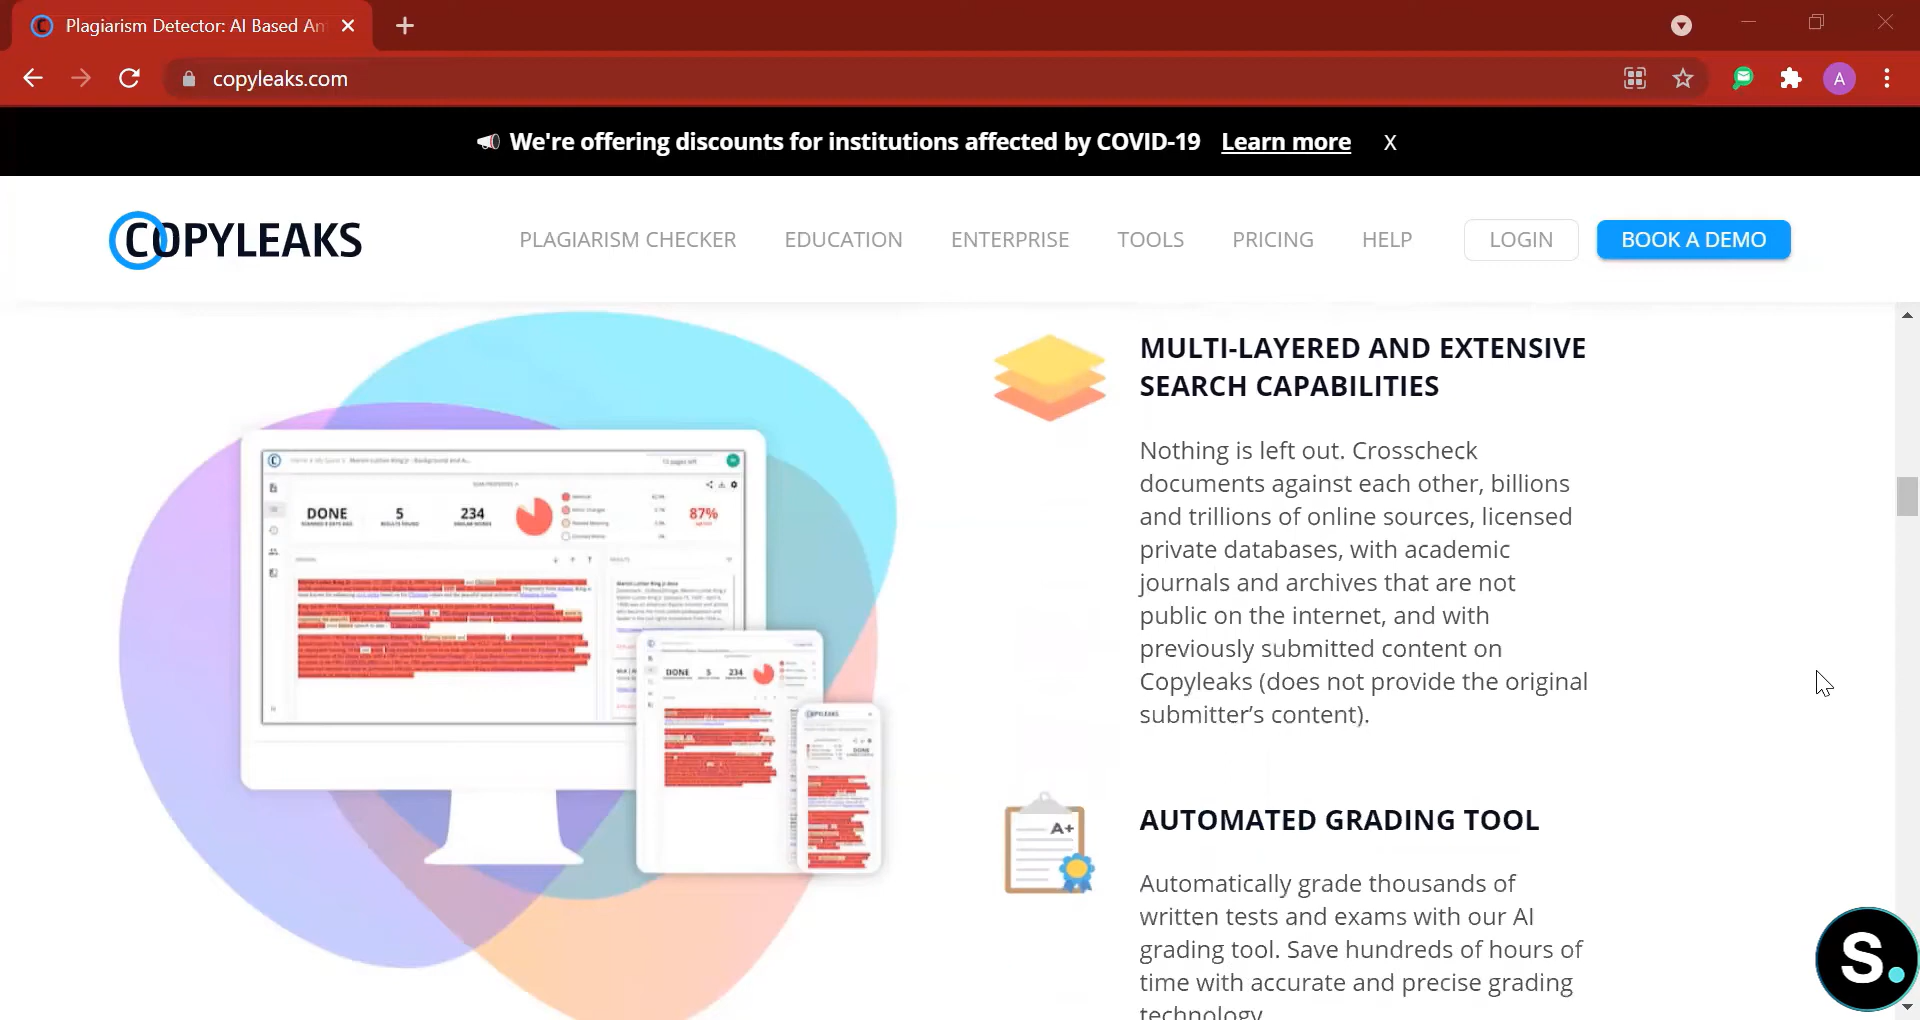 Plagiarism Detector: AI Based An
copyleaks.com
A
We're offering discounts for institutions affected by COVID-19 Learn more X
COPYLEAKS
PLAGIARISM CHECKER EDUCATION ENTERPRISE TOOLS PRICING HELP LOGIN BOOK A DEMO
MULTI-LAYERED AND EXTENSIVE
SEARCH CAPABILITIES
Nothing is left out. Crosscheck
documents against each other, billions
and trillions of online sources, licensed
private databases, with academic
journals and archives that are not
public on the internet, and with
previously submitted content on
Copyleaks (does not provide the original
submitter's content).
DONE 5 234 87%
DONE 5 234
COPYLEAKS
DONE
A+
AUTOMATED GRADING TOOL
Automatically grade thousands of
written tests and exams with our AI
grading tool. Save hundreds of hours of
time with accurate and precise grading
technology
S.